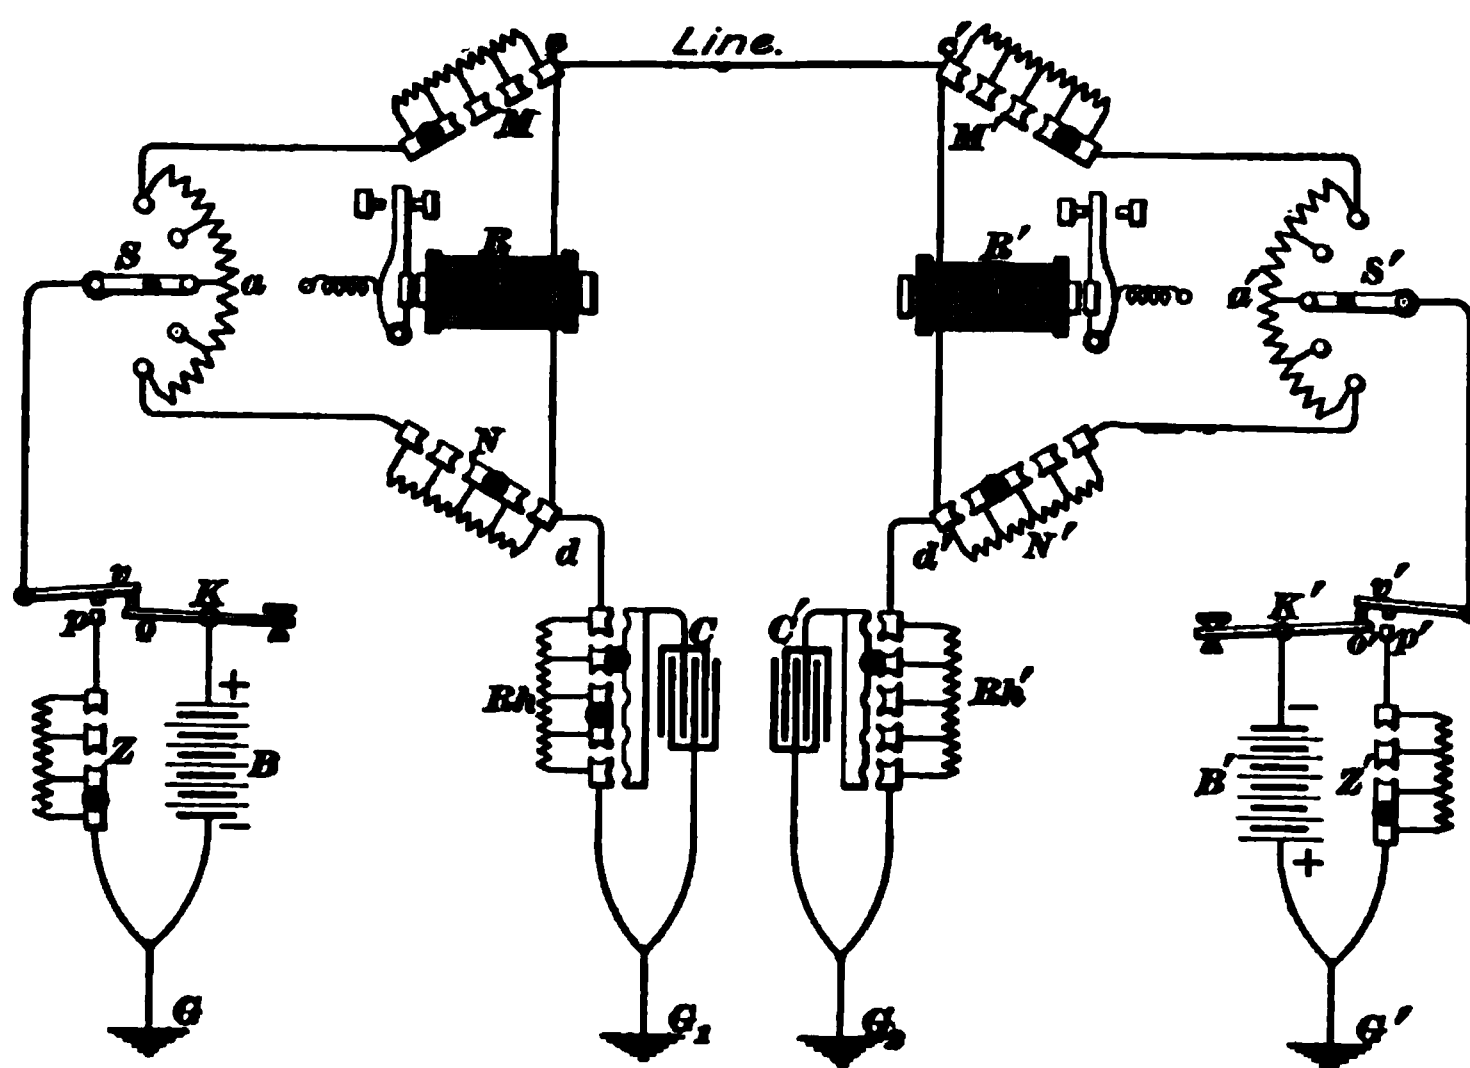 Line.
c
c'
M
M'
S
a
R
R'
a'
S'
N
d
d'
N'
v
K
p
o
K'
v'
o'
p'
Rh
C
C'
Rh'
+
−
Z
B
B'
Z'
−
+
G
G₁
G₂
G'